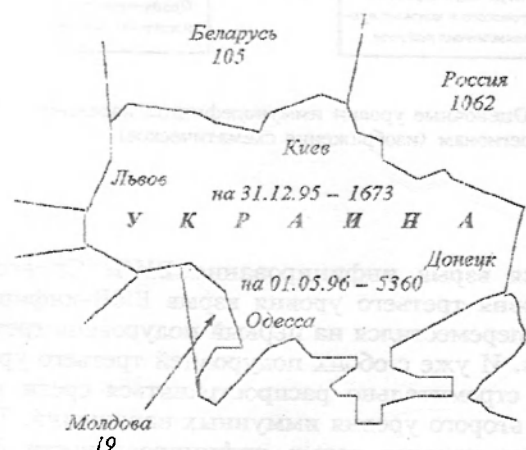 Беларусь
105
Россия
1062
Киев
Львов
на 31.12.95 – 1673
УКРАИНА
Донецк
на 01.05.96 – 5360
Одесса
Молдова
19